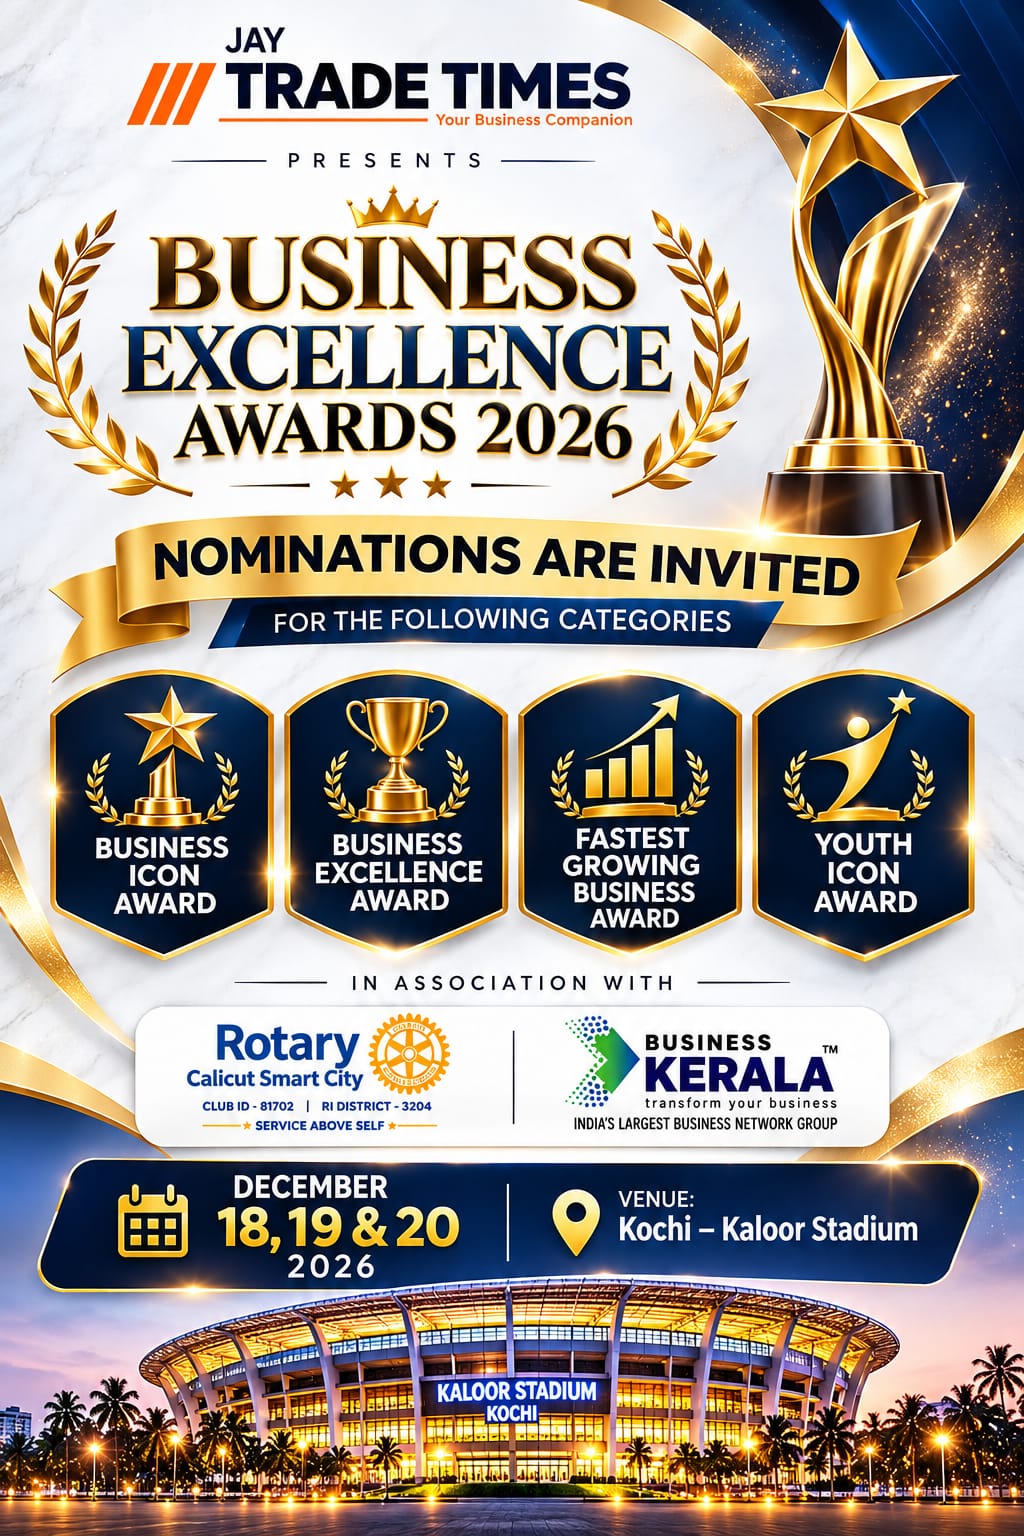 JAY
TRADE TIMES
Your Business Companion
PRESENTS
BUSINESS
EXCELLENCE
AWARDS 2026
NOMINATIONS ARE INVITED
FOR THE FOLLOWING CATEGORIES
BUSINESS
ICON
AWARD
BUSINESS
EXCELLENCE
AWARD
FASTEST
GROWING
BUSINESS
AWARD
YOUTH
ICON
AWARD
IN ASSOCIATION WITH
Rotary
Calicut Smart City
CLUB ID - 81702 | RI DISTRICT - 3204
SERVICE ABOVE SELF
BUSINESS
KERALA™
transform your business
INDIA'S LARGEST BUSINESS NETWORK GROUP
DECEMBER
18, 19 & 20
2026
VENUE:
Kochi – Kaloor Stadium
KALOOR STADIUM
KOCHI